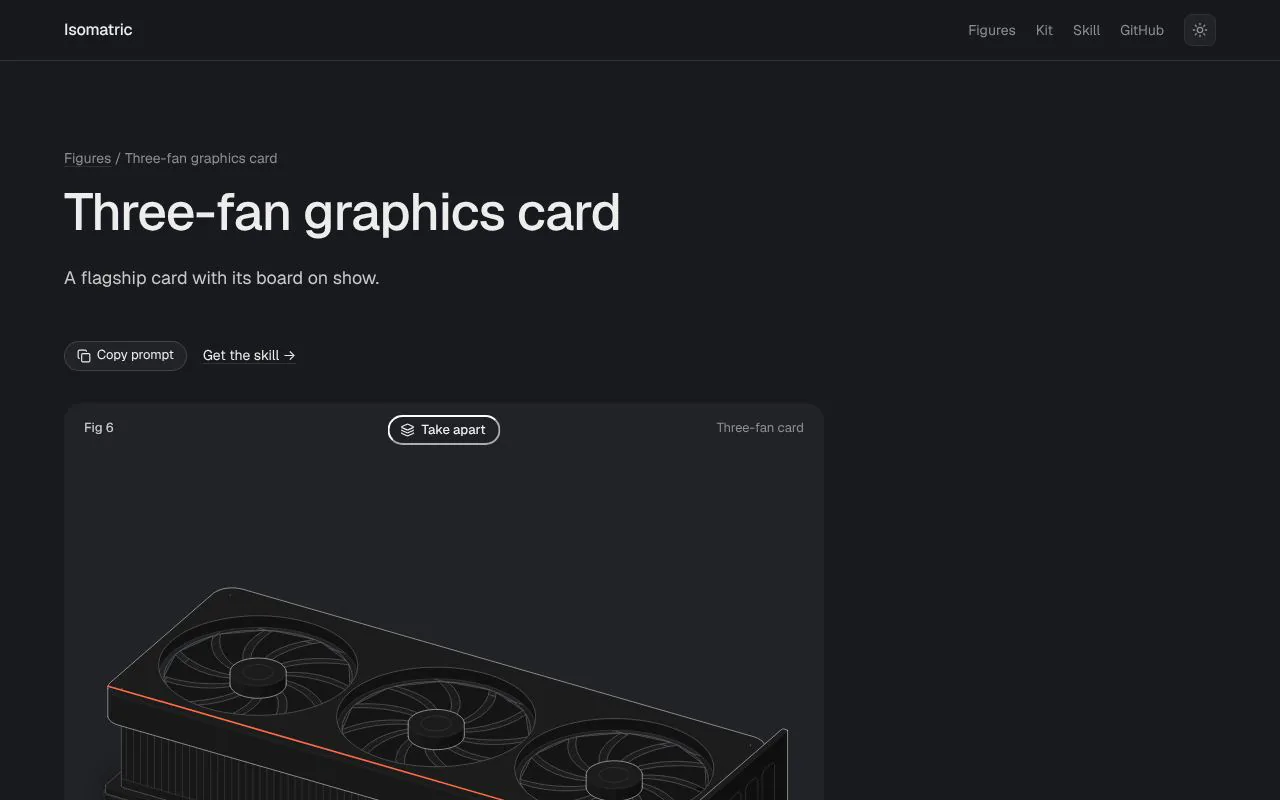 Isomatric
Figures Kit Skill GitHub
Figures / Three-fan graphics card
Three-fan graphics card
A flagship card with its board on show.
Copy prompt Get the skill →
Fig 6 Take apart Three-fan card